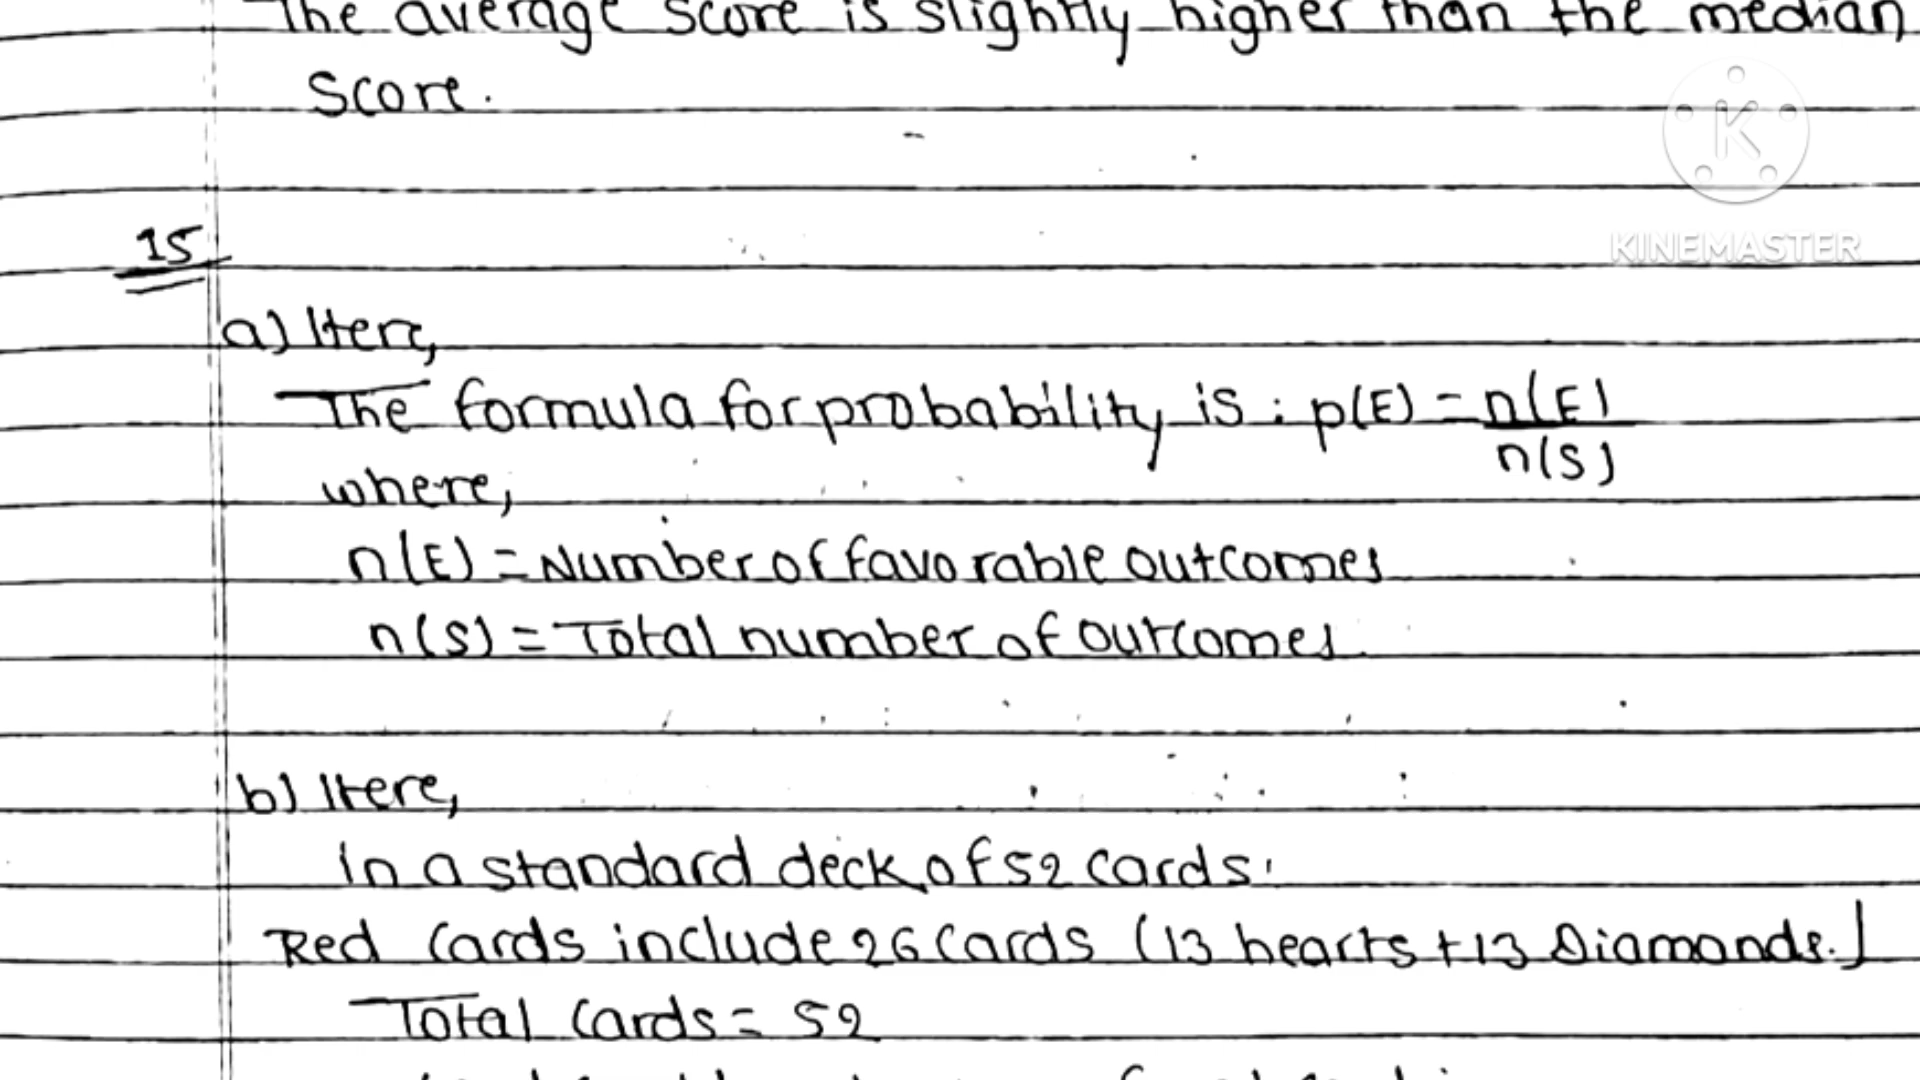 The average score is slightly higher than the median
score.
KINEMASTER
15
a) Here,
The formula for probability is: p(E) = n(E)/n(S)
where,
n(E) = Number of favorable outcomes
n(S) = Total number of outcomes
b) Here,
In a standard deck of 52 cards:
Red cards include 26 cards (13 hearts + 13 Diamonds.)
Total cards = 52